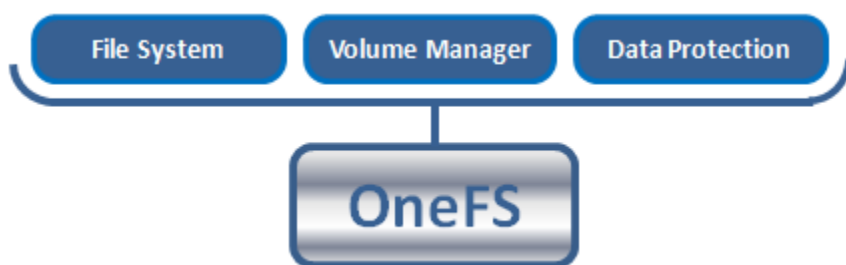 File System
Volume Manager
Data Protection
OneFS